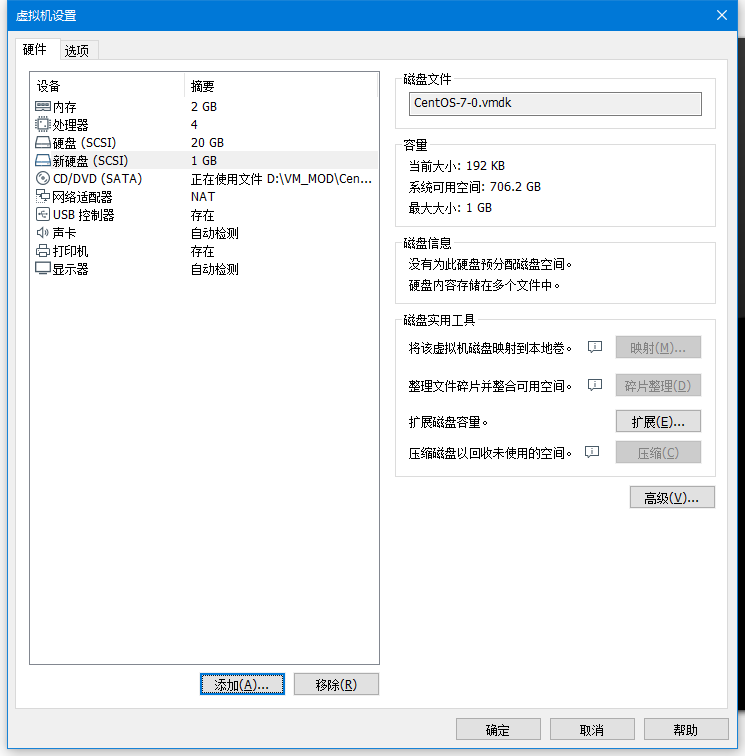 虚拟机设置
硬件 选项
设备 摘要
内存 2 GB
处理器 4
硬盘 (SCSI) 20 GB
新硬盘 (SCSI) 1 GB
CD/DVD (SATA) 正在使用文件 D:\VM_MOD\Cen...
网络适配器 NAT
USB 控制器 存在
声卡 自动检测
打印机 存在
显示器 自动检测
添加(A)... 移除(R)
磁盘文件
CentOS-7-0.vmdk
容量
当前大小: 192 KB
系统可用空间: 706.2 GB
最大大小: 1 GB
磁盘信息
没有为此硬盘预分配磁盘空间。
硬盘内容存储在多个文件中。
磁盘实用工具
将该虚拟机磁盘映射到本地卷。 映射(M)...
整理文件碎片并整合可用空间。 碎片整理(D)
扩展磁盘容量。 扩展(E)...
压缩磁盘以回收未使用的空间。 压缩(C)
高级(V)...
确定 取消 帮助